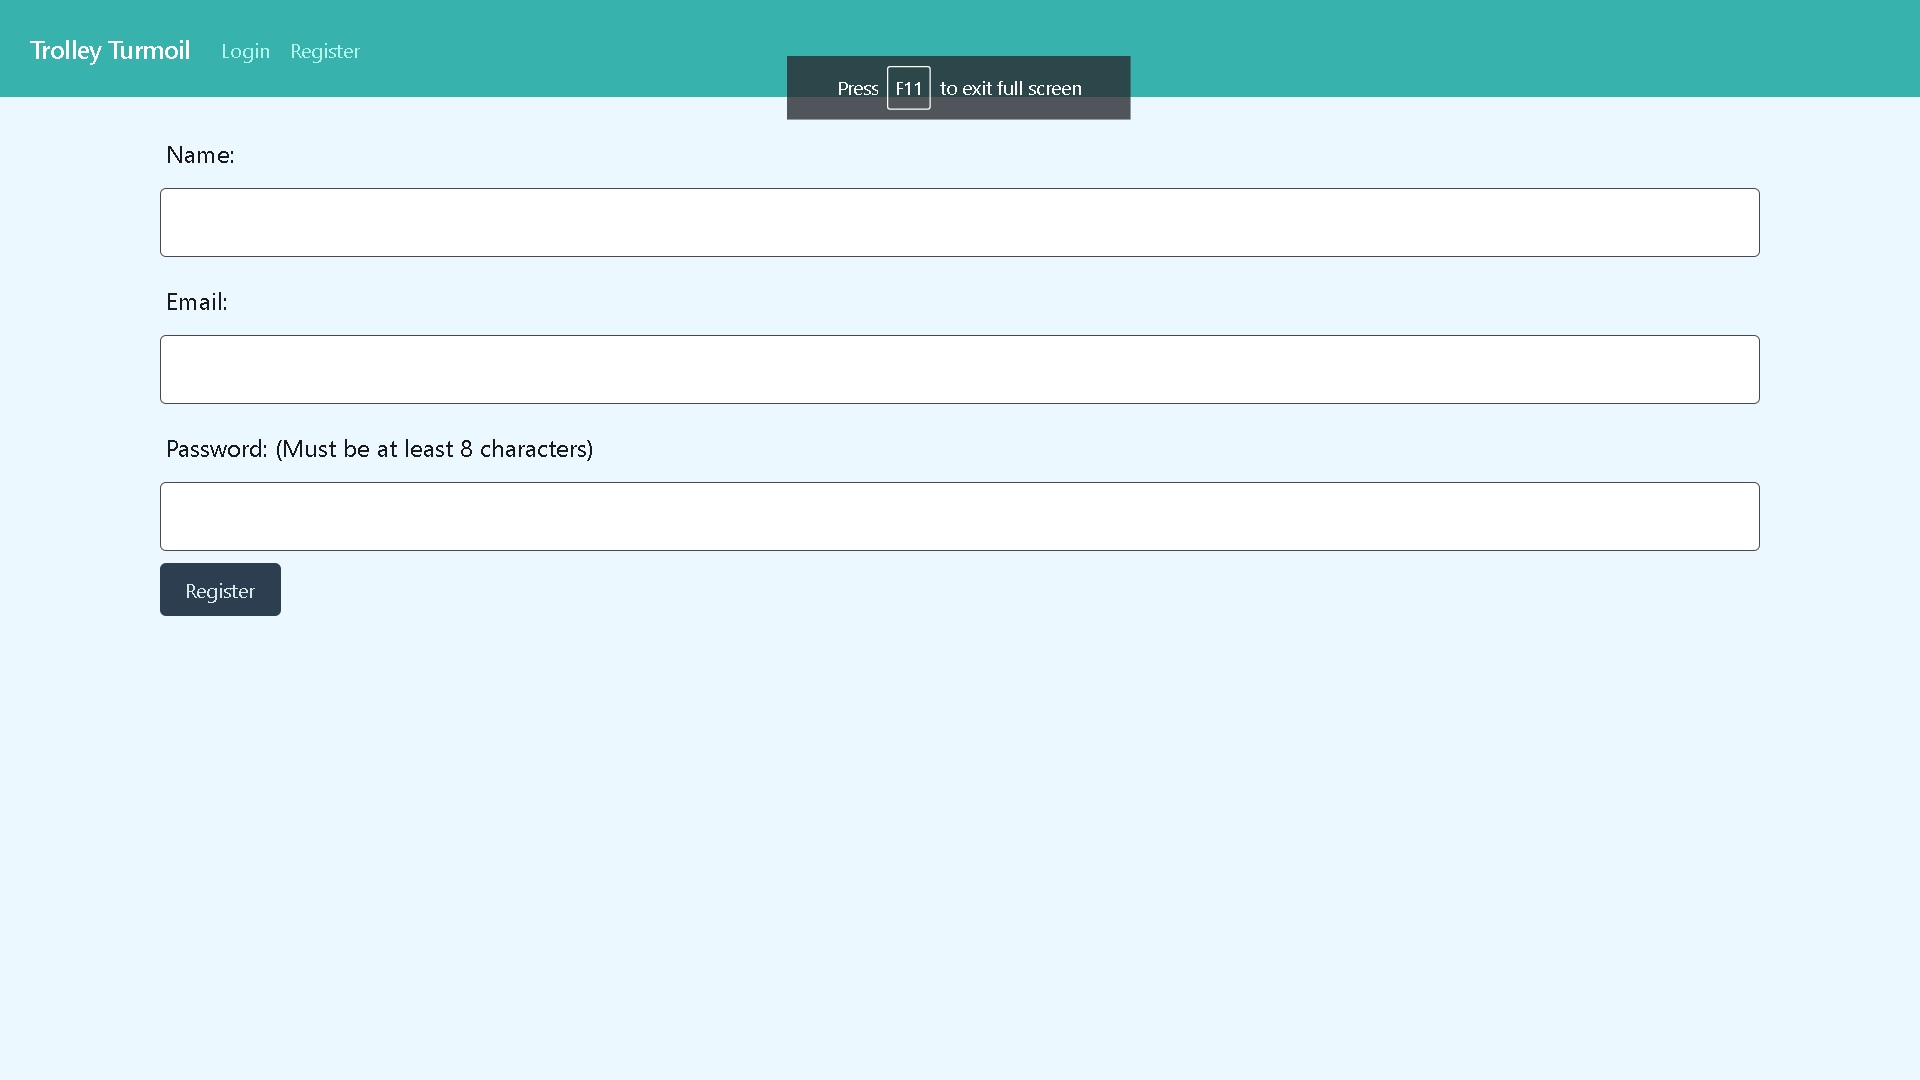 Trolley Turmoil Login Register
Press F11 to exit full screen
Name:
Email:
Password: (Must be at least 8 characters)
Register